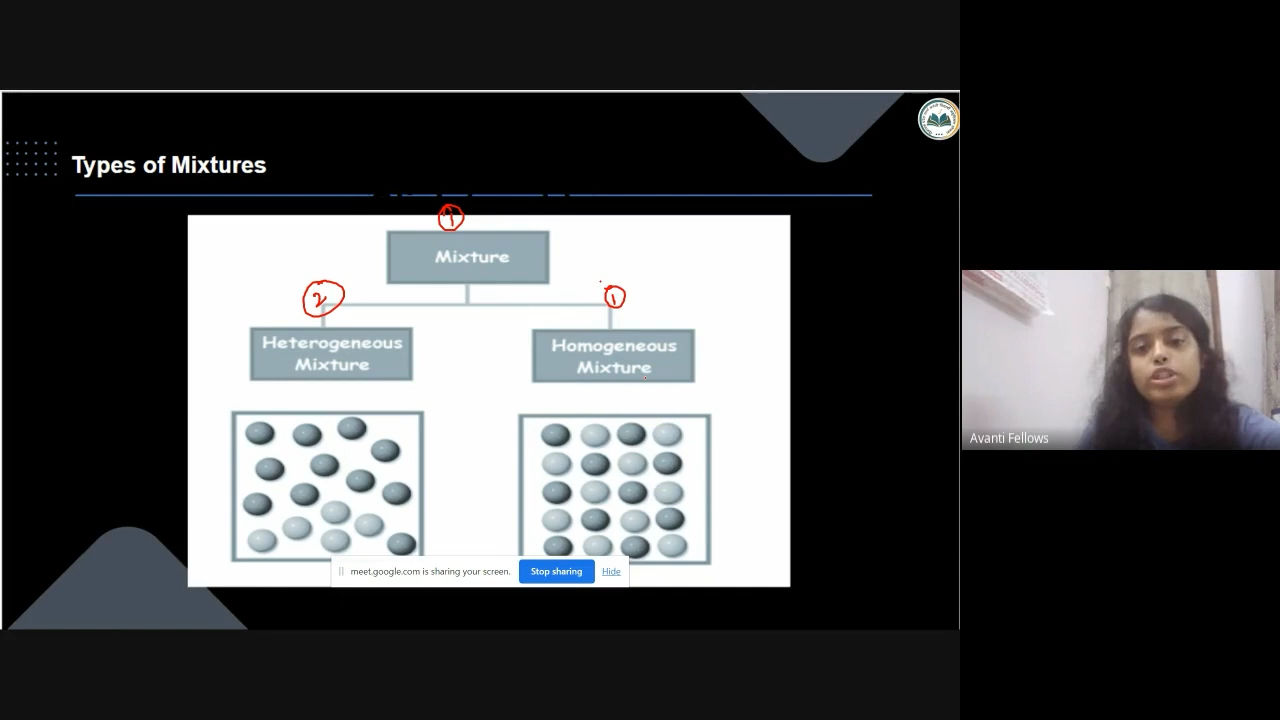 Types of Mixtures
1
Mixture
2
1
Heterogeneous
Mixture
Homogeneous
Mixture
Avanti Fellows
meet.google.com is sharing your screen.
Stop sharing
Hide